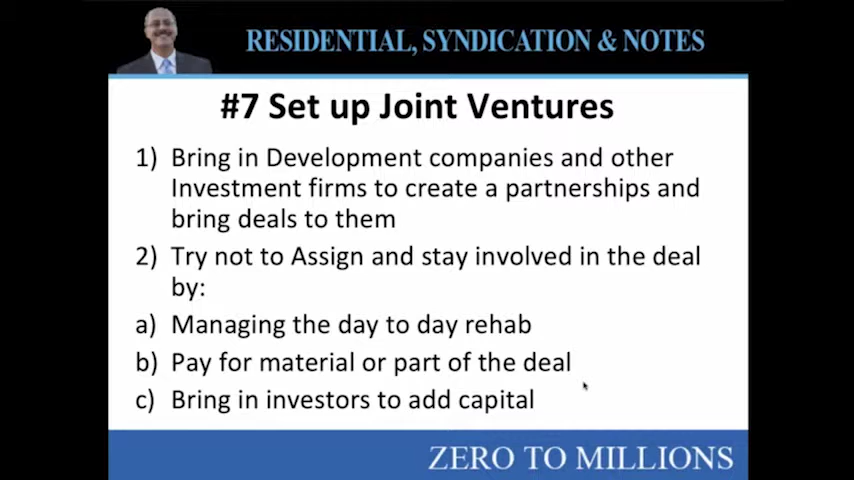 RESIDENTIAL, SYNDICATION & NOTES
#7 Set up Joint Ventures
1) Bring in Development companies and other
Investment firms to create a partnerships and
bring deals to them
2) Try not to Assign and stay involved in the deal
by:
a) Managing the day to day rehab
b) Pay for material or part of the deal
c) Bring in investors to add capital
ZERO TO MILLIONS